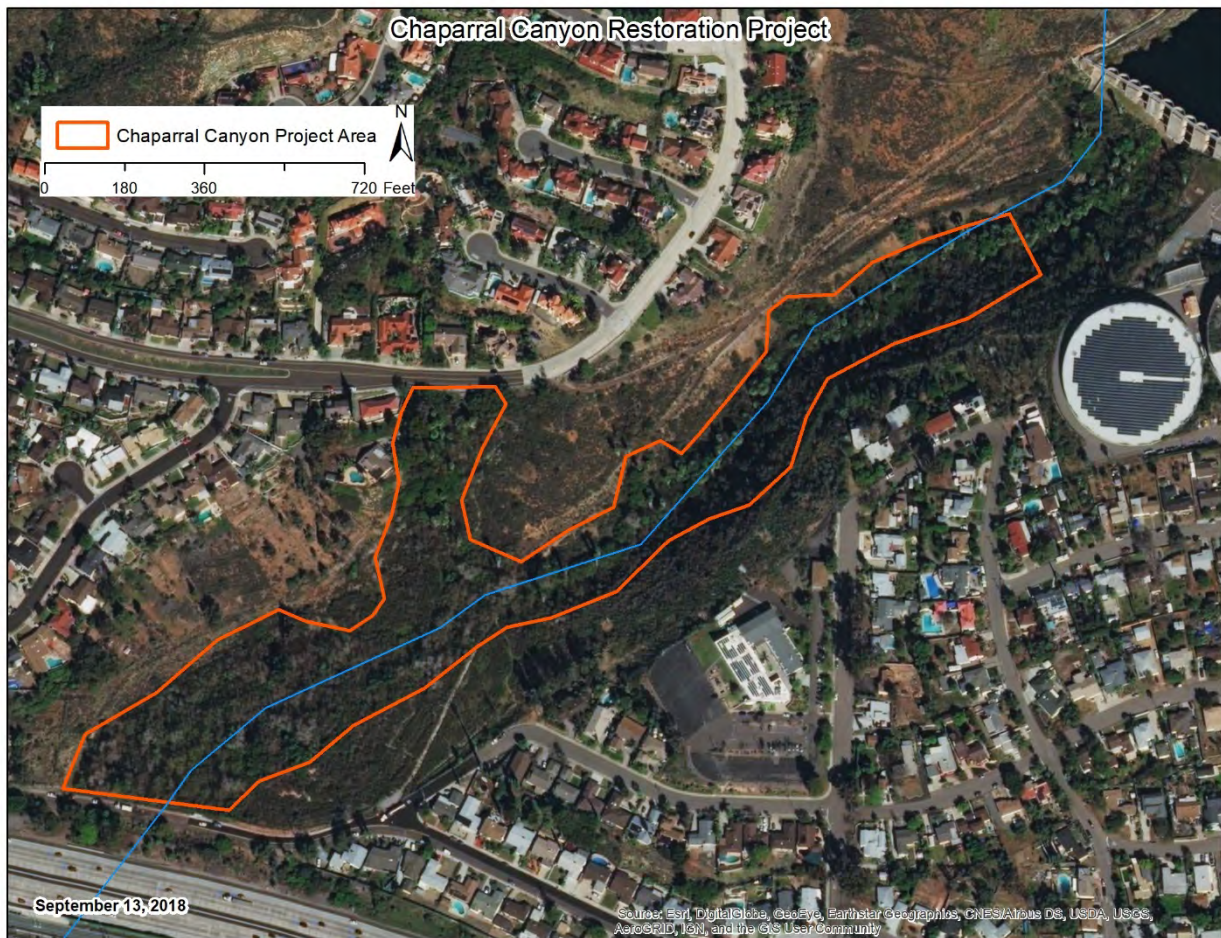 Chaparral Canyon Restoration Project
N
Chaparral Canyon Project Area
0 180 360 720 Feet
September 13, 2018
Source: Esri, DigitalGlobe, GeoEye, Earthstar Geographics, CNES/Airbus DS, USDA, USGS,
AeroGRID, IGN, and the GIS User Community